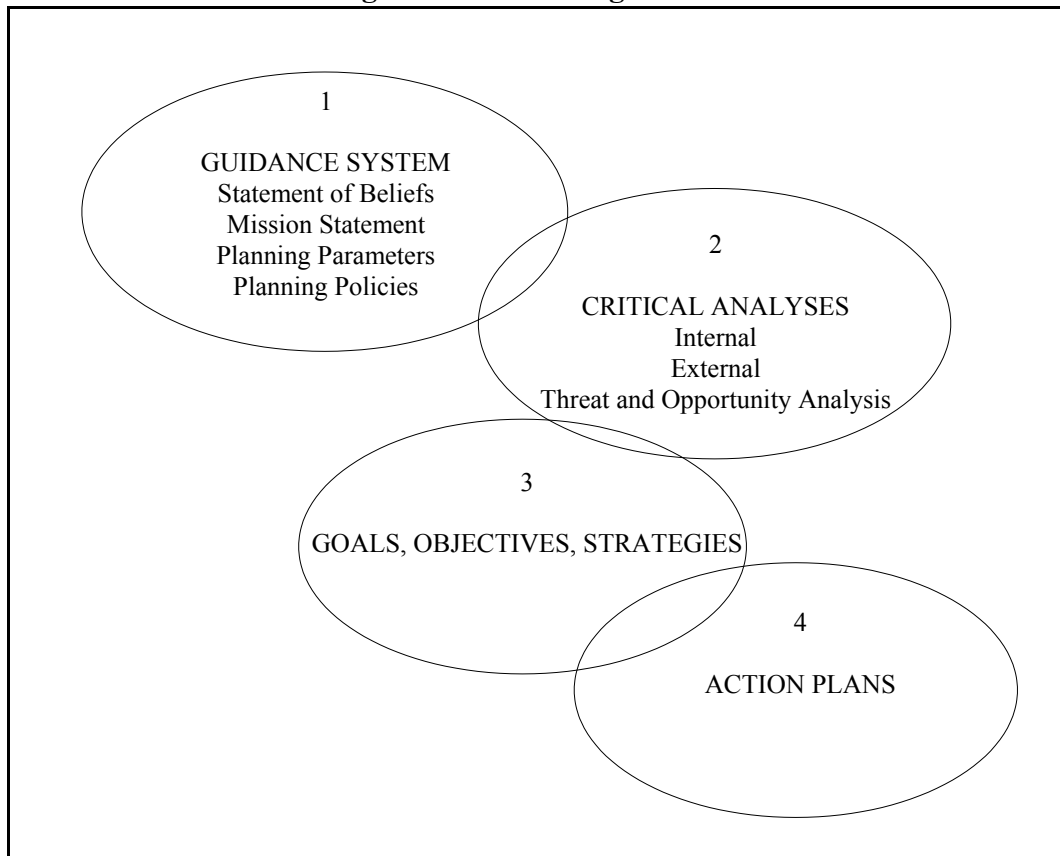 1
GUIDANCE SYSTEM
Statement of Beliefs
Mission Statement
Planning Parameters
Planning Policies
2
CRITICAL ANALYSES
Internal
External
Threat and Opportunity Analysis
3
GOALS, OBJECTIVES, STRATEGIES
4
ACTION PLANS